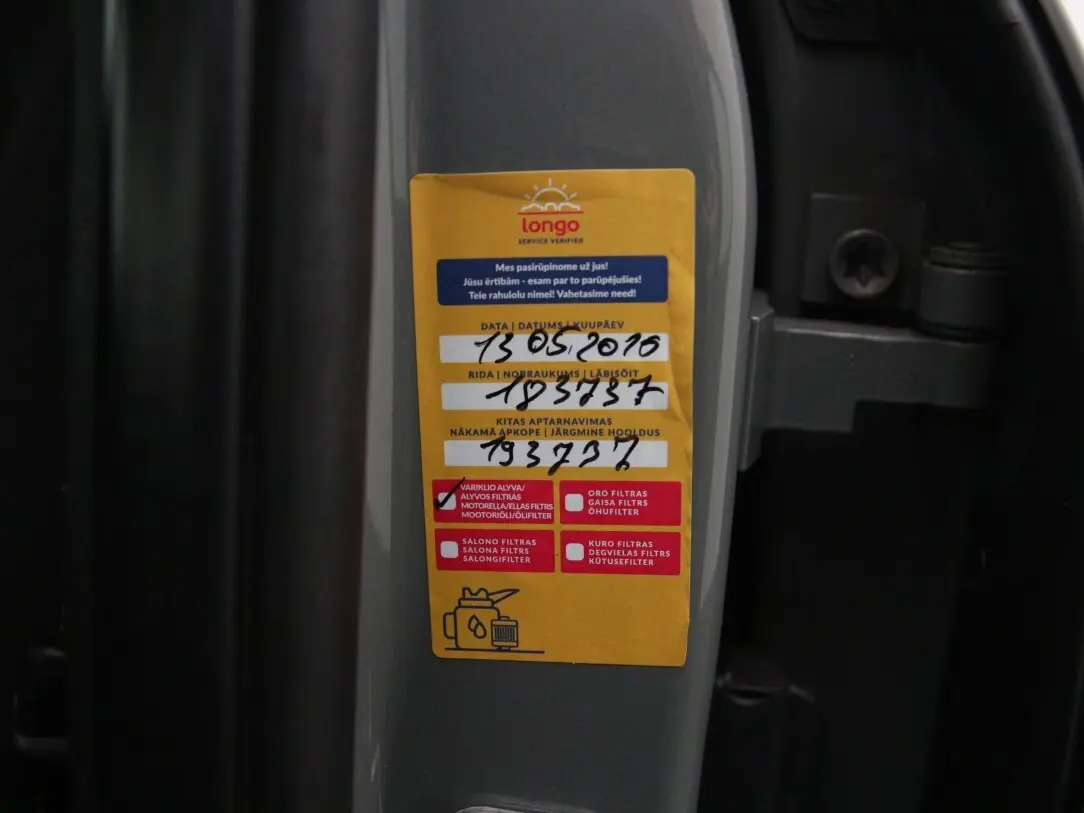 longo
SERVICE VERIFIED
Mes pasirūpinome už jus!
Jūsu ērtībām - esam par to parūpējušies!
Teie rahulolu nimel! Vahetasime need!
DATA | DATUMS | KUUPÄEV
13 05.2010
RIDA | NOBRAUKUMS | LÄBISÕIT
183737
KITAS APTARNAVIMAS
NĀKAMĀ APKOPE | JÄRGMINE HOOLDUS
193737
VARIKLIO ALYVA/
ALYVOS FILTRAS
MOTOREĻĻA/EĻĻAS FILTRS
MOOTORIÕLI/ÕLIFILTER
ORO FILTRAS
GAISA FILTRS
ÕHUFILTER
SALONO FILTRAS
SALONA FILTRS
SALONGIFILTER
KURO FILTRAS
DEGVIELAS FILTRS
KÜTUSEFILTER